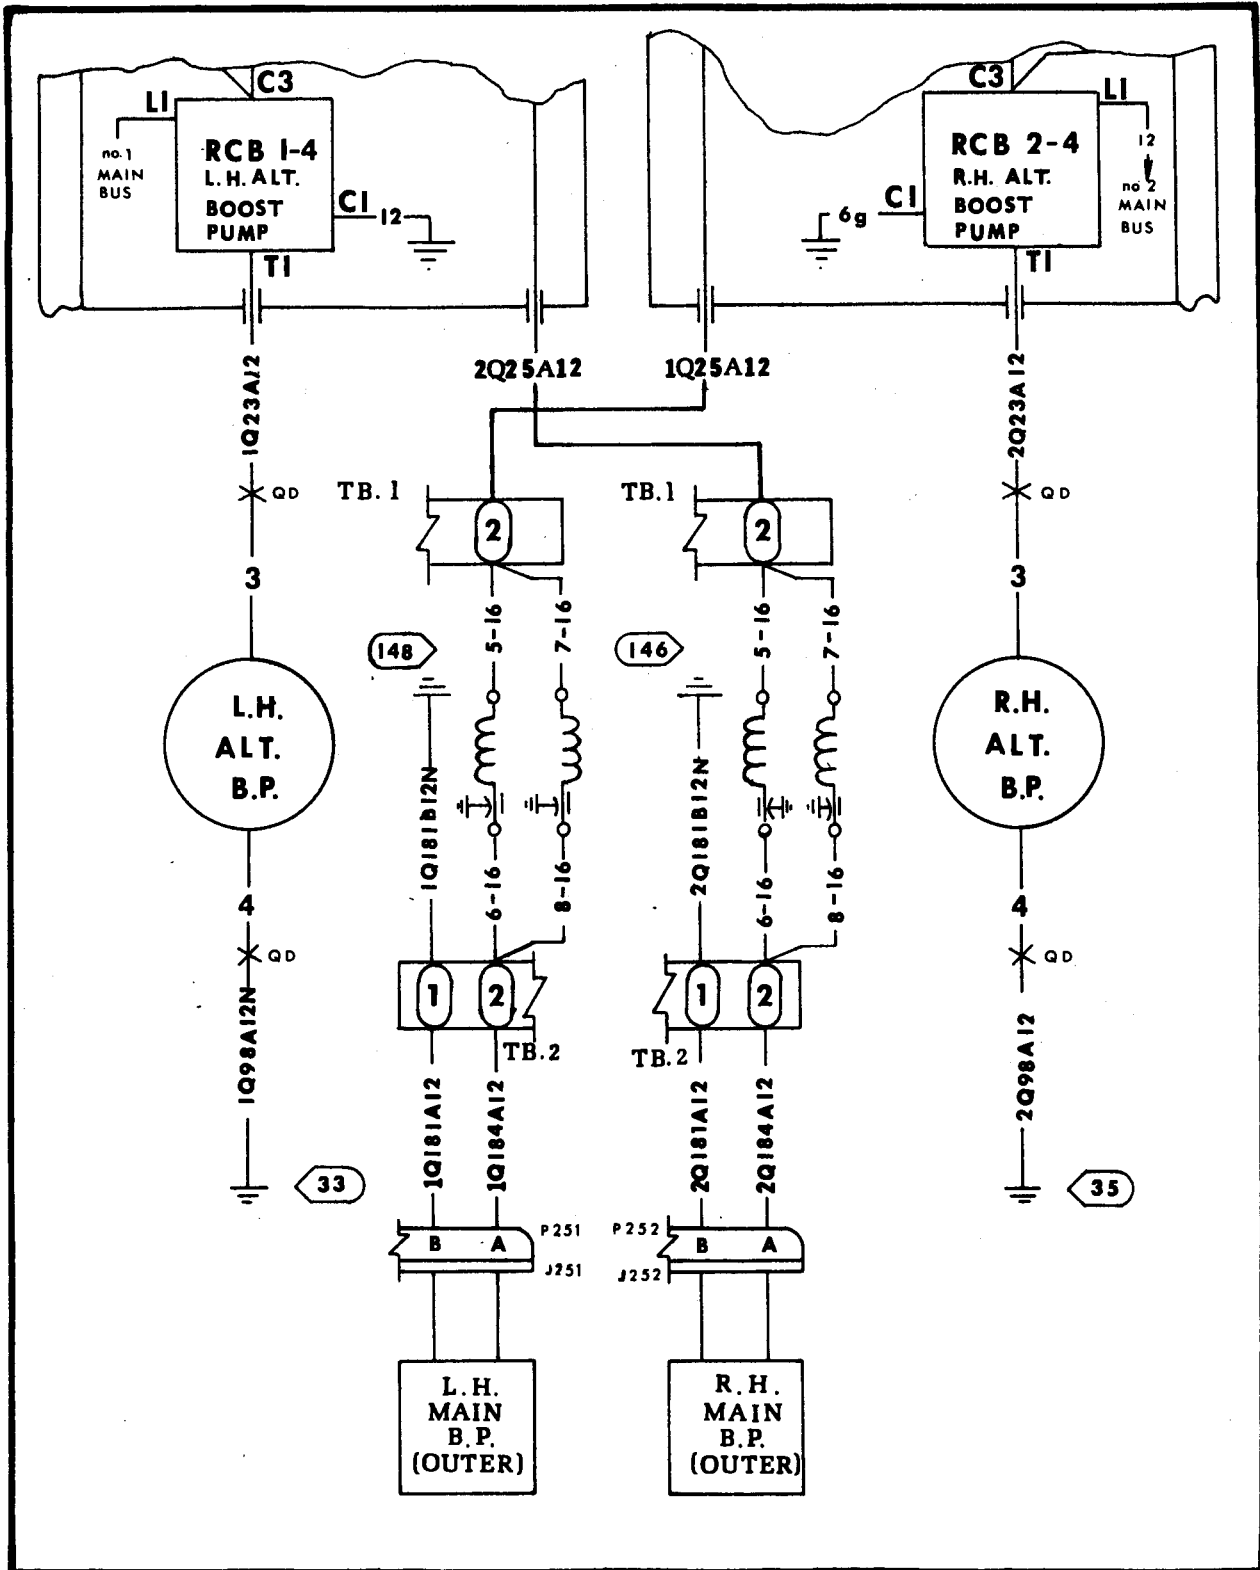 C3
L1
RCB 1-4
L.H. ALT.
BOOST
PUMP
no.1
MAIN
BUS
C1
12
T1
C3
L1
RCB 2-4
R.H. ALT.
BOOST
PUMP
12
no 2
MAIN
BUS
C1
6g
T1
1Q23A12
2Q25A12
1Q25A12
2Q23A12
QD
TB.1
2
TB.1
2
QD
3
3
148
5-16
7-16
146
5-16
7-16
L.H.
ALT.
B.P.
R.H.
ALT.
B.P.
1Q181B12N
2Q181B12N
6-16
8-16
6-16
8-16
4
4
QD
QD
1
2
TB.2
1
2
TB.2
1Q98A12N
1Q181A12
1Q184A12
2Q181A12
2Q184A12
2Q98A12
33
35
B
A
P251
J251
P252
J252
B
A
L.H.
MAIN
B.P.
(OUTER)
R.H.
MAIN
B.P.
(OUTER)